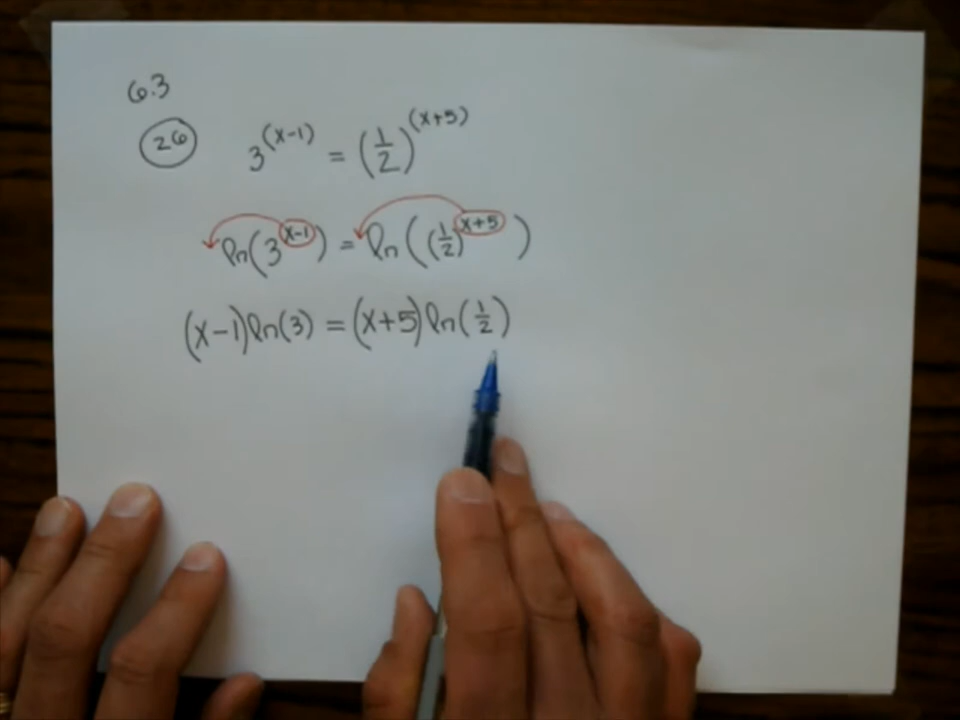 6.3
26 3^(x-1) = (1/2)^(x+5)
ln(3^x-1) = ln((1/2)^x+5)
(x-1)ln(3) = (x+5)ln(1/2)